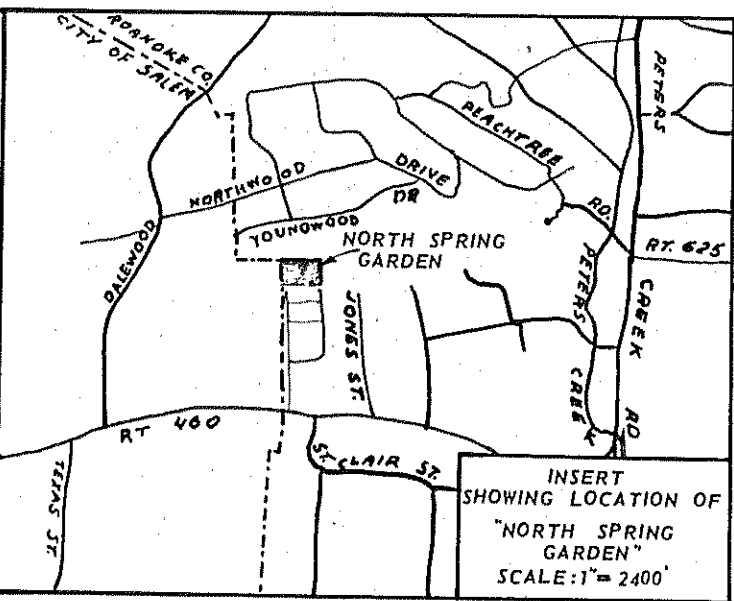 ROANOKE CO.
CITY OF SALEM
PETERS
PEACHTREE
NORTHWOOD
DRIVE
DR
YOUNGWOOD
RD.
RT. 625
NORTH SPRING
GARDEN
DALEWOOD
JONES ST.
PETERS
CREEK
CREEK
RD
RT 460
ST. CLAIR ST.
TEXAS ST.
INSERT
SHOWING LOCATION OF
"NORTH SPRING
GARDEN"
SCALE: 1"= 2400'